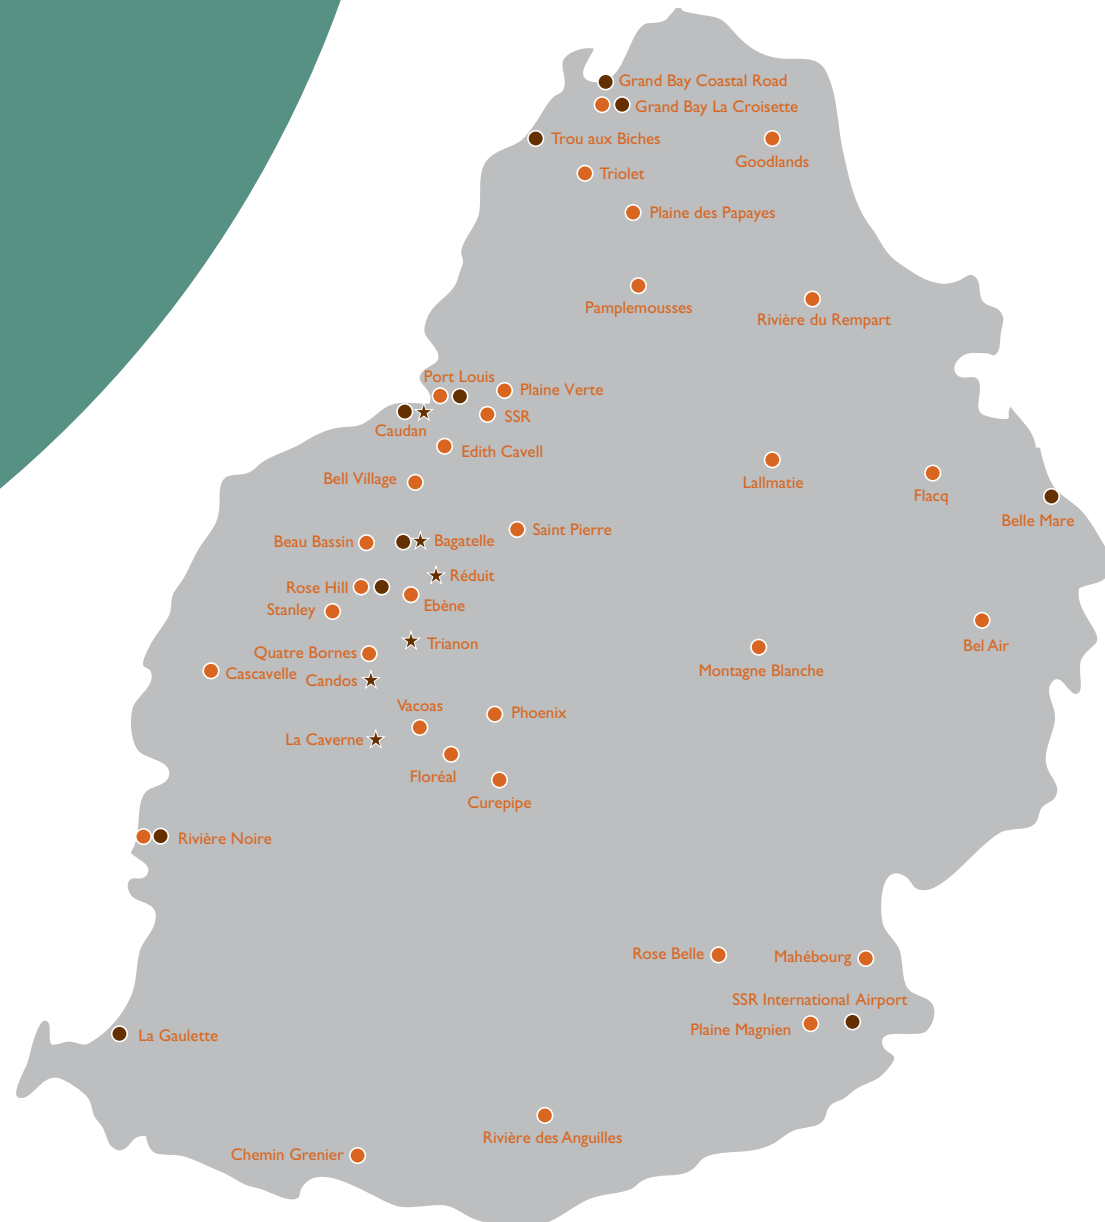 Grand Bay Coastal Road
Grand Bay La Croisette
Trou aux Biches
Goodlands
Triolet
Plaine des Papayes
Pamplemousses
Rivière du Rempart
Port Louis
Plaine Verte
SSR
Caudan
Edith Cavell
Bell Village
Lallmatie
Flacq
Belle Mare
Saint Pierre
Beau Bassin
Bagatelle
Réduit
Rose Hill
Ebène
Stanley
Trianon
Bel Air
Quatre Bornes
Montagne Blanche
Cascavelle
Candos
Vacoas
Phoenix
La Caverne
Floréal
Curepipe
Rivière Noire
Rose Belle
Mahébourg
SSR International Airport
Plaine Magnien
La Gaulette
Rivière des Anguilles
Chemin Grenier